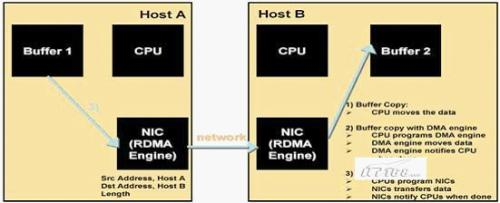 Host A
Host B
Buffer 1
CPU
CPU
Buffer 2
3)
NIC
(RDMA
Engine)
network
NIC
(RDMA
Engine)
Src Address, Host A
Dst Address, Host B
Length
1) Buffer Copy:
CPU moves the data
2) Buffer copy with DMA engine
CPU programs DMA engine
DMA engine moves data
DMA engine notifies CPU
3)
CPUs program NICs
NICs transfers data
NICs notify CPUs when done